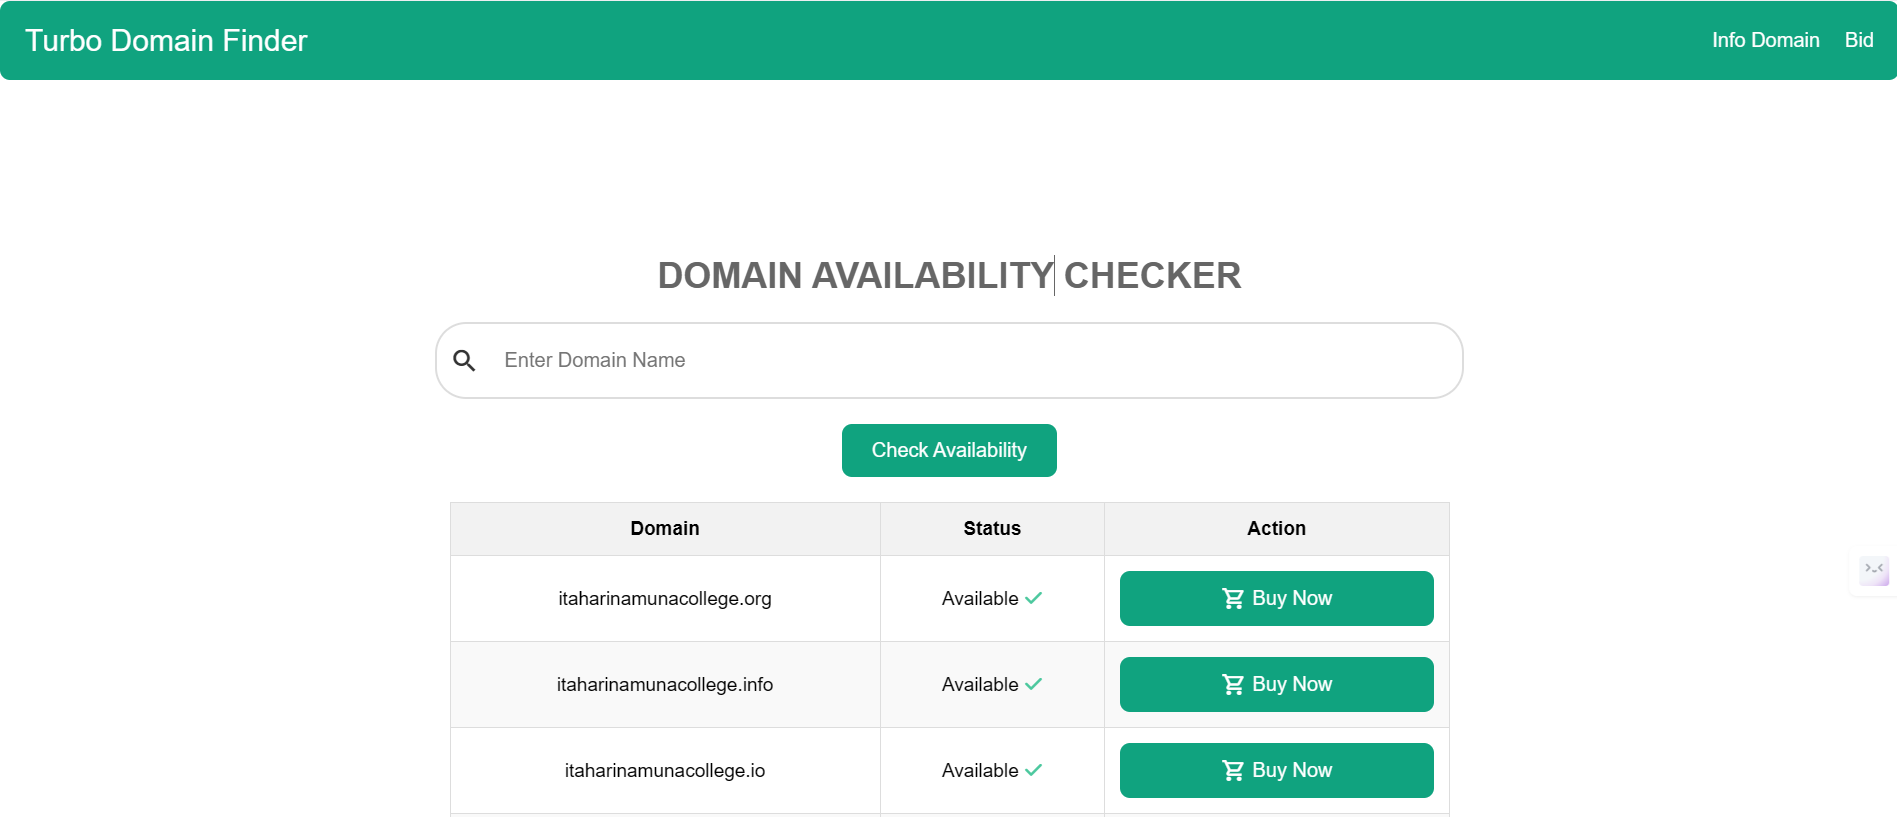 Turbo Domain Finder
Info Domain Bid
DOMAIN AVAILABILITY CHECKER
Enter Domain Name
Check Availability
Domain Status Action
itaharinamunacollege.org Available Buy Now
itaharinamunacollege.info Available Buy Now
itaharinamunacollege.io Available Buy Now